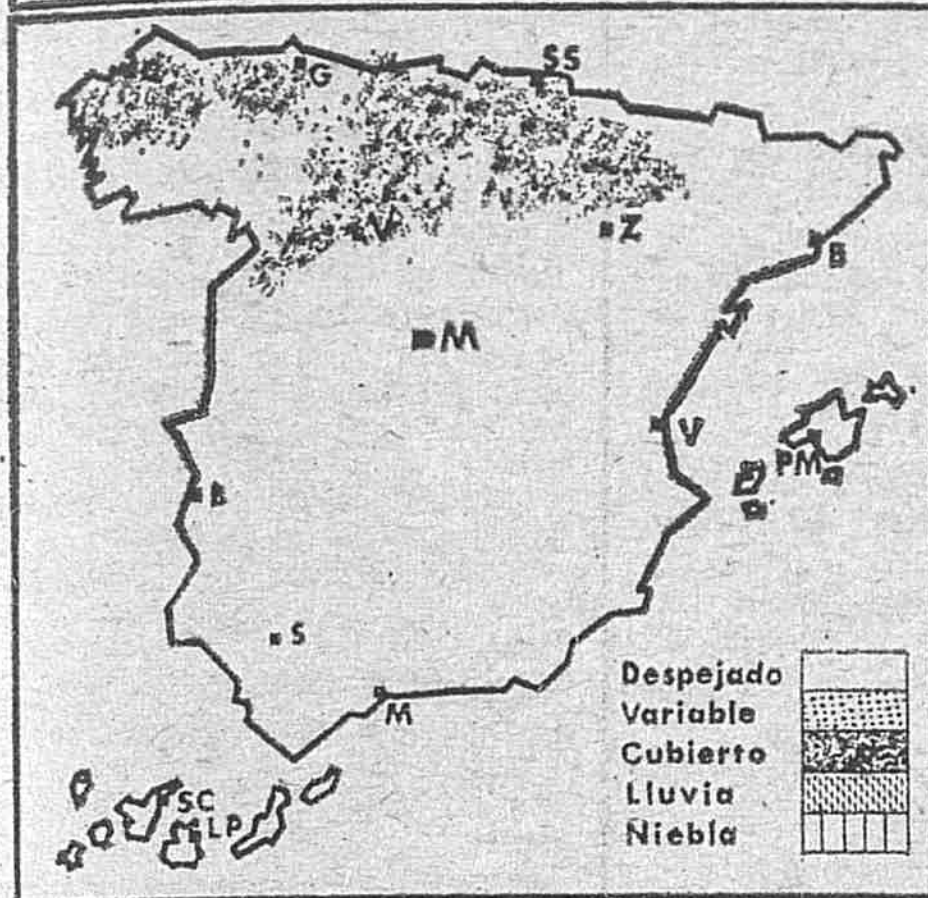 SS
C
G
V
Z
B
M
V
PM
B
S
M
SC
LP
Despejado
Variable
Cubierto
Lluvia
Niebla